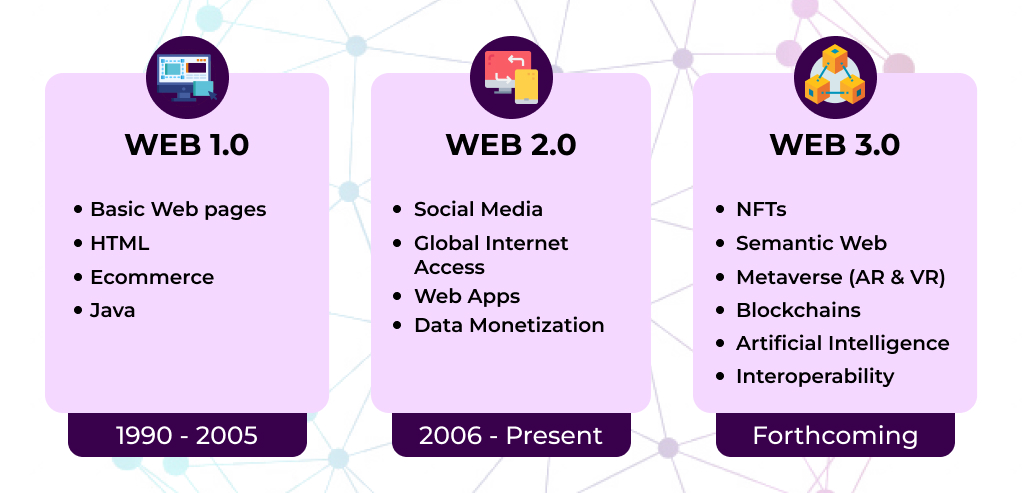 WEB 1.0
• Basic Web pages
• HTML
• Ecommerce
• Java
1990 - 2005
WEB 2.0
• Social Media
• Global Internet
Access
• Web Apps
• Data Monetization
2006 - Present
WEB 3.0
• NFTs
• Semantic Web
• Metaverse (AR & VR)
• Blockchains
• Artificial Intelligence
• Interoperability
Forthcoming